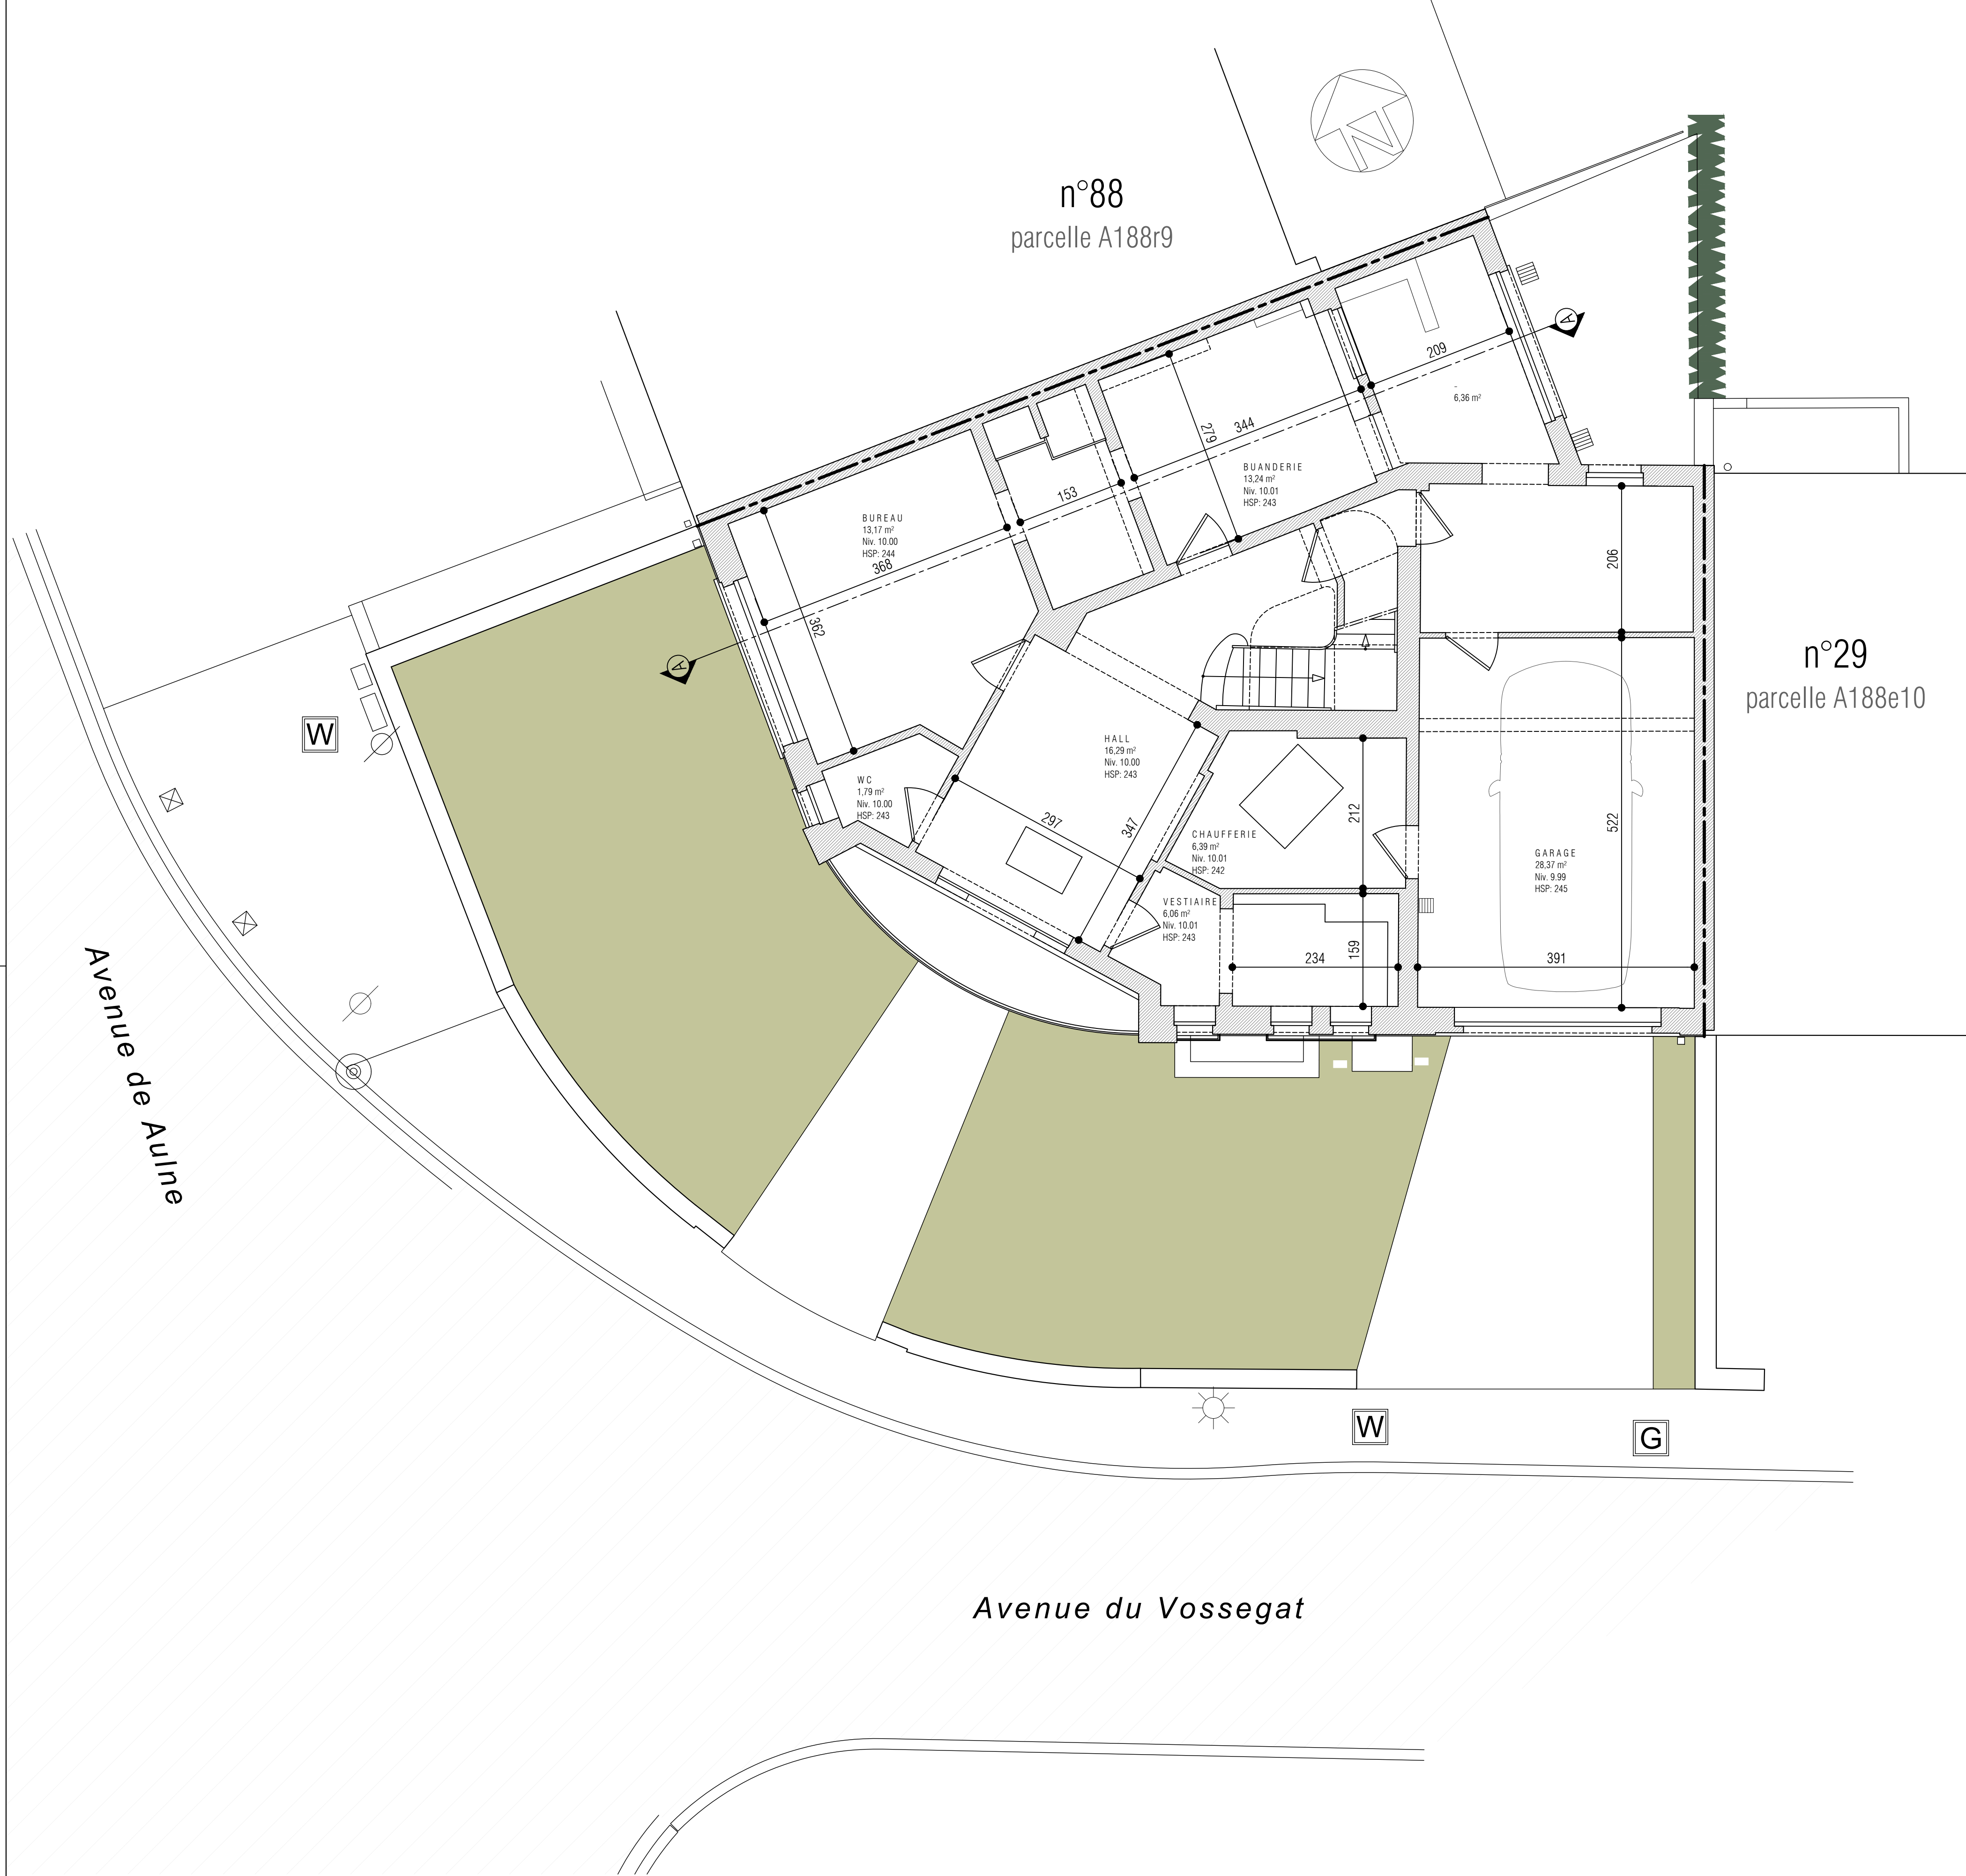 N
n°88
parcelle A188r9
A
209
-
6,36 m²
344
279
BUANDERIE
13,24 m²
Niv. 10.01
HSP: 243
153
BUREAU
13,17 m²
Niv. 10.00
HSP: 244
368
362
A
206
n°29
parcelle A188e10
W
HALL
16,29 m²
Niv. 10.00
HSP: 243
WC
1,79 m²
Niv. 10.00
HSP: 243
297
347
212
CHAUFFERIE
6,39 m²
Niv. 10.01
HSP: 242
522
GARAGE
28,37 m²
Niv. 9.99
HSP: 245
VESTIAIRE
6,06 m²
Niv. 10.01
HSP: 243
234
159
391
Avenue de Aulne
W
G
Avenue du Vossegat